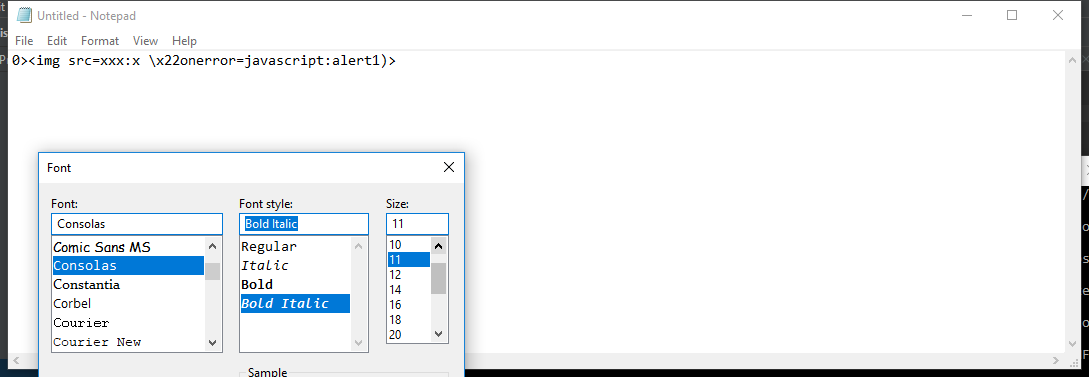 Untitled - Notepad
File Edit Format View Help
0><img src=xxx:x \x22onerror=javascript:alert1)>
Font
Font: Font style: Size:
Consolas Bold Italic 11
Comic Sans MS Regular 10
Consolas Italic 11
Constantia Bold 12
Corbel Bold Italic 14
Courier 16
Courier New 18
20
Sample